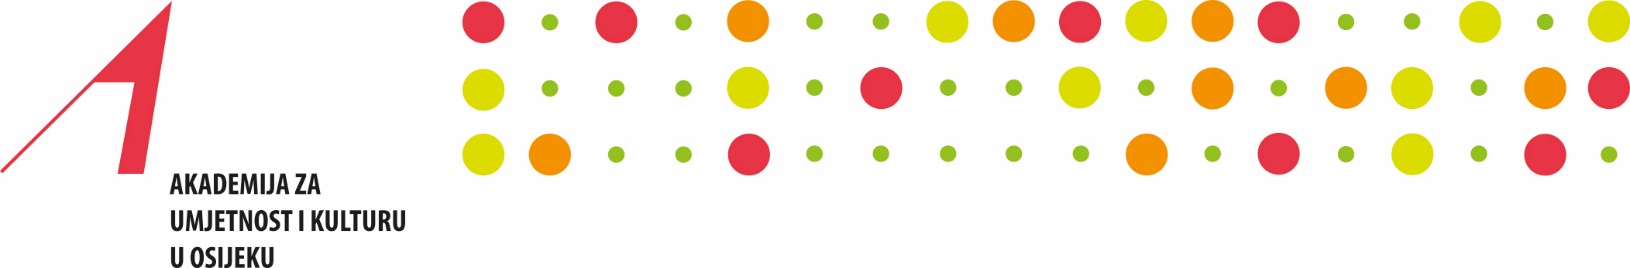 AKADEMIJA ZA
UMJETNOST I KULTURU
U OSIJEKU